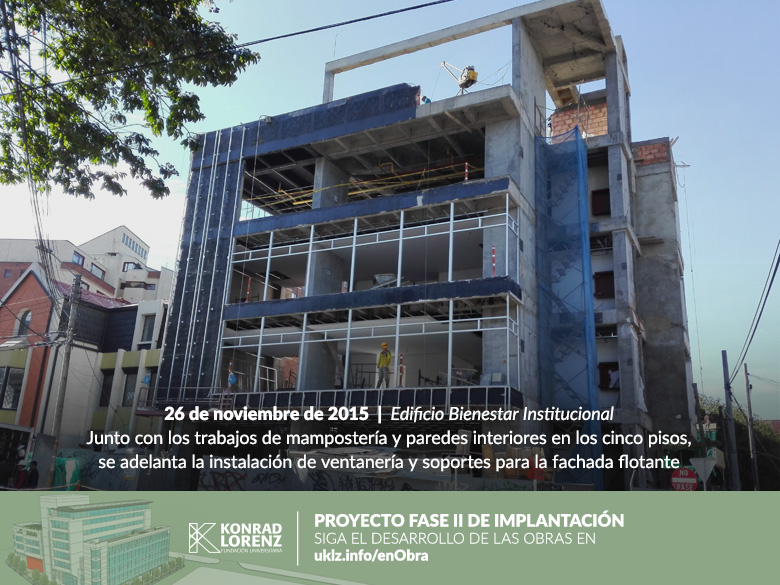 26 de noviembre de 2015 | Edificio Bienestar Institucional
Junto con los trabajos de mampostería y paredes interiores en los cinco pisos,
se adelanta la instalación de ventanería y soportes para la fachada flotante
NO
PASE
KONRAD
LORENZ
FUNDACIÓN UNIVERSITARIA
PROYECTO FASE II DE IMPLANTACIÓN
SIGA EL DESARROLLO DE LAS OBRAS EN
uklz.info/enObra